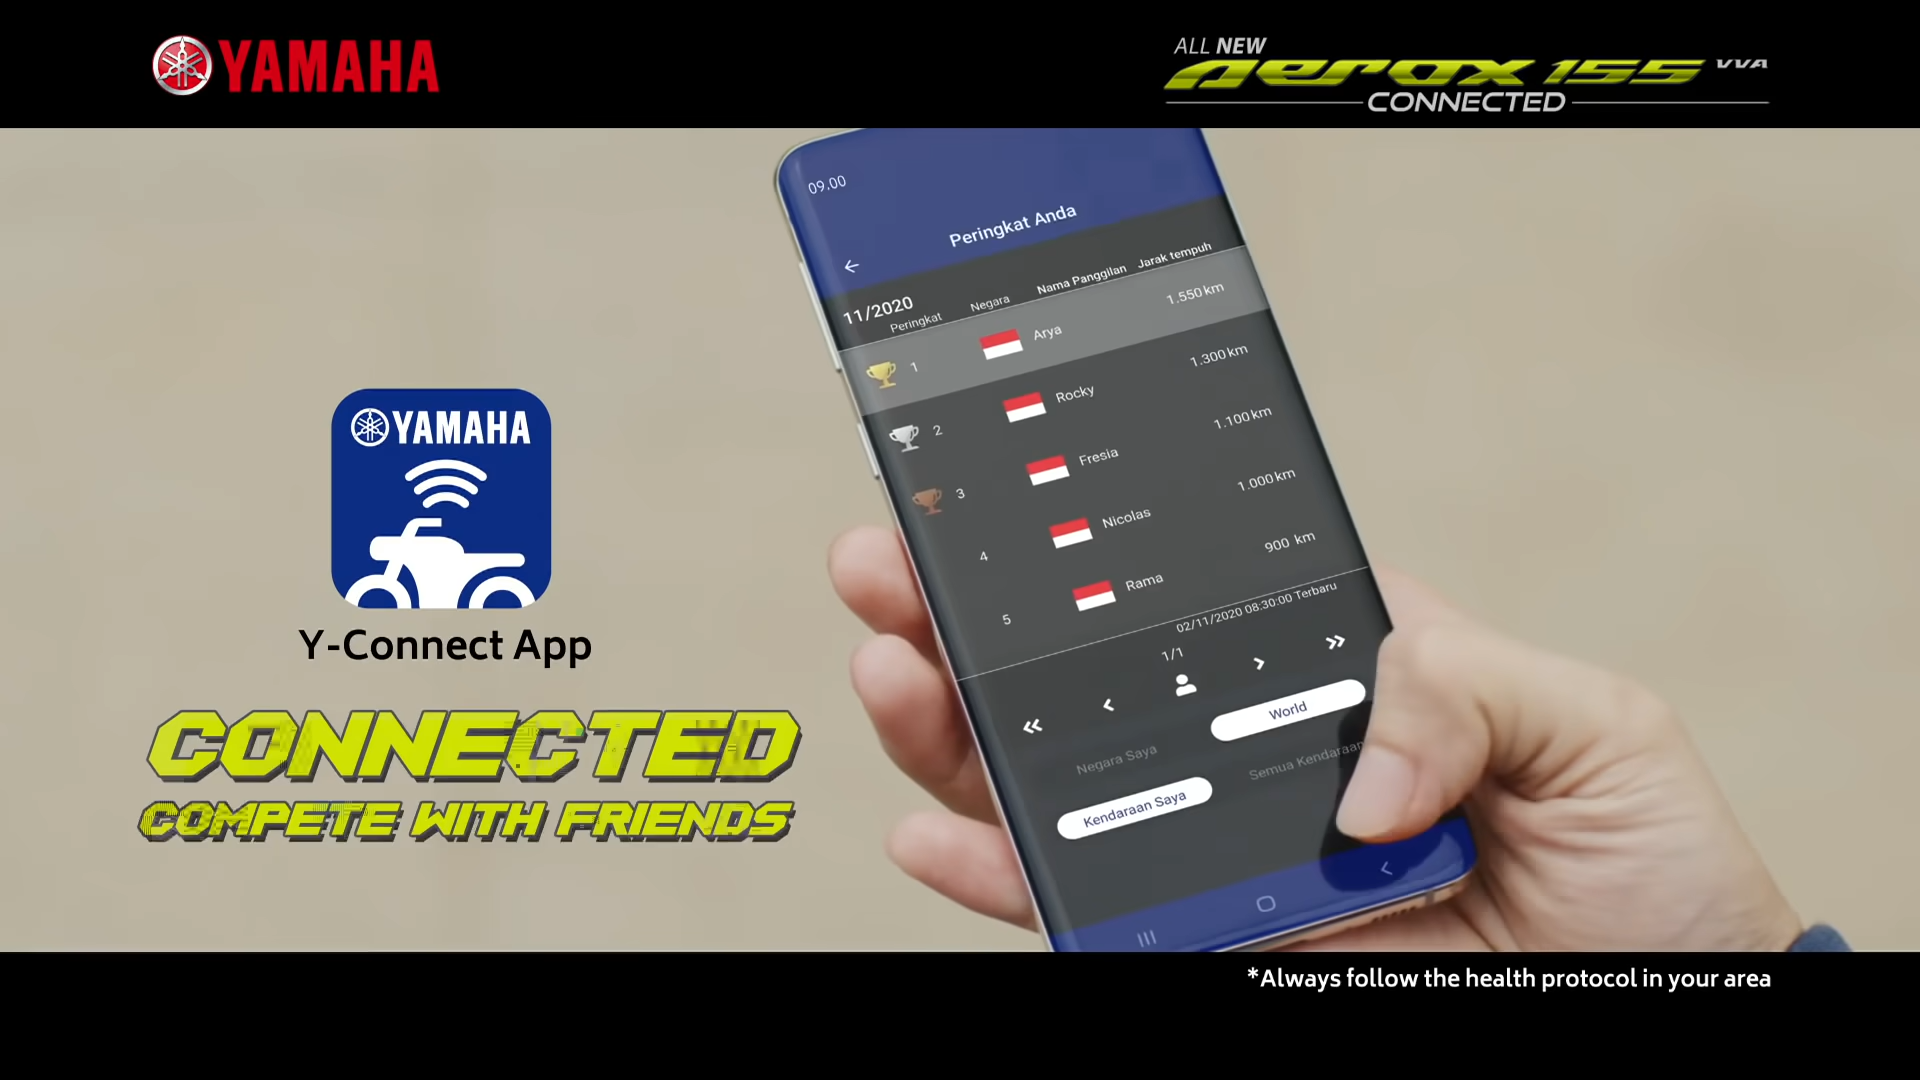 YAMAHA
ALL NEW
Aerox 155 VVA
CONNECTED
09.00
Peringkat Anda
11/2020
Peringkat Negara Nama Panggilan Jarak tempuh
1 Arya 1.550 km
2 Rocky 1.300 km
3 Fresia 1.100 km
4 Nicolas 1.000 km
5 Rama 900 km
02/11/2020 08:30:00 Terbaru
1/1
Negara Saya World
Kendaraan Saya Semua Kendaraan
YAMAHA
Y-Connect App
CONNECTED
COMPETE WITH FRIENDS
*Always follow the health protocol in your area